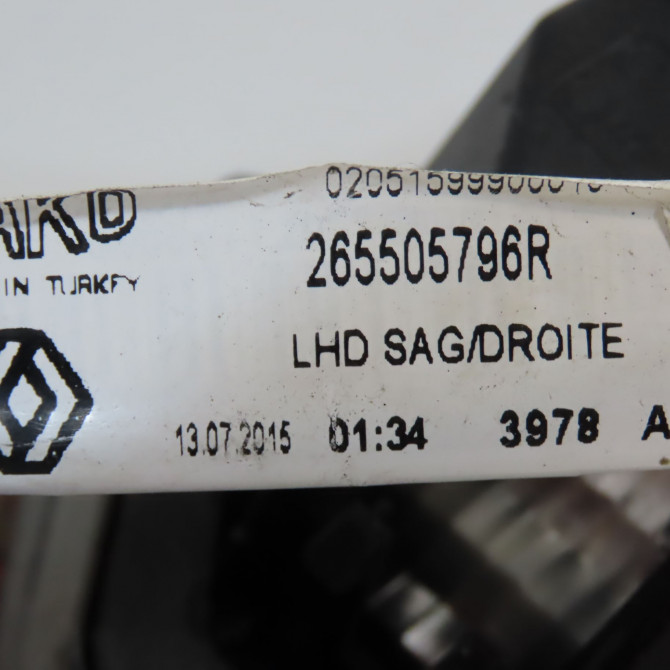 265505796R
IN TURKEY
LHD SAG/DROITE
13.07.2015 01:34 3978 A